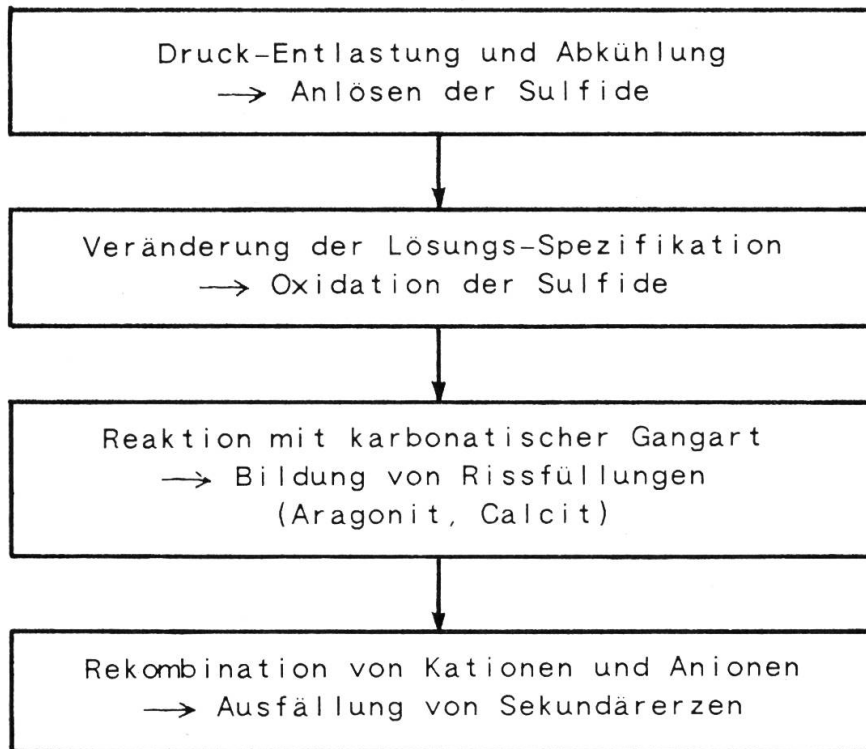 Druck-Entlastung und Abkühlung
→ Anlösen der Sulfide
Veränderung der Lösungs-Spezifikation
→ Oxidation der Sulfide
Reaktion mit karbonatischer Gangart
→ Bildung von Rissfüllungen
(Aragonit, Calcit)
Rekombination von Kationen und Anionen
→ Ausfällung von Sekundärerzen